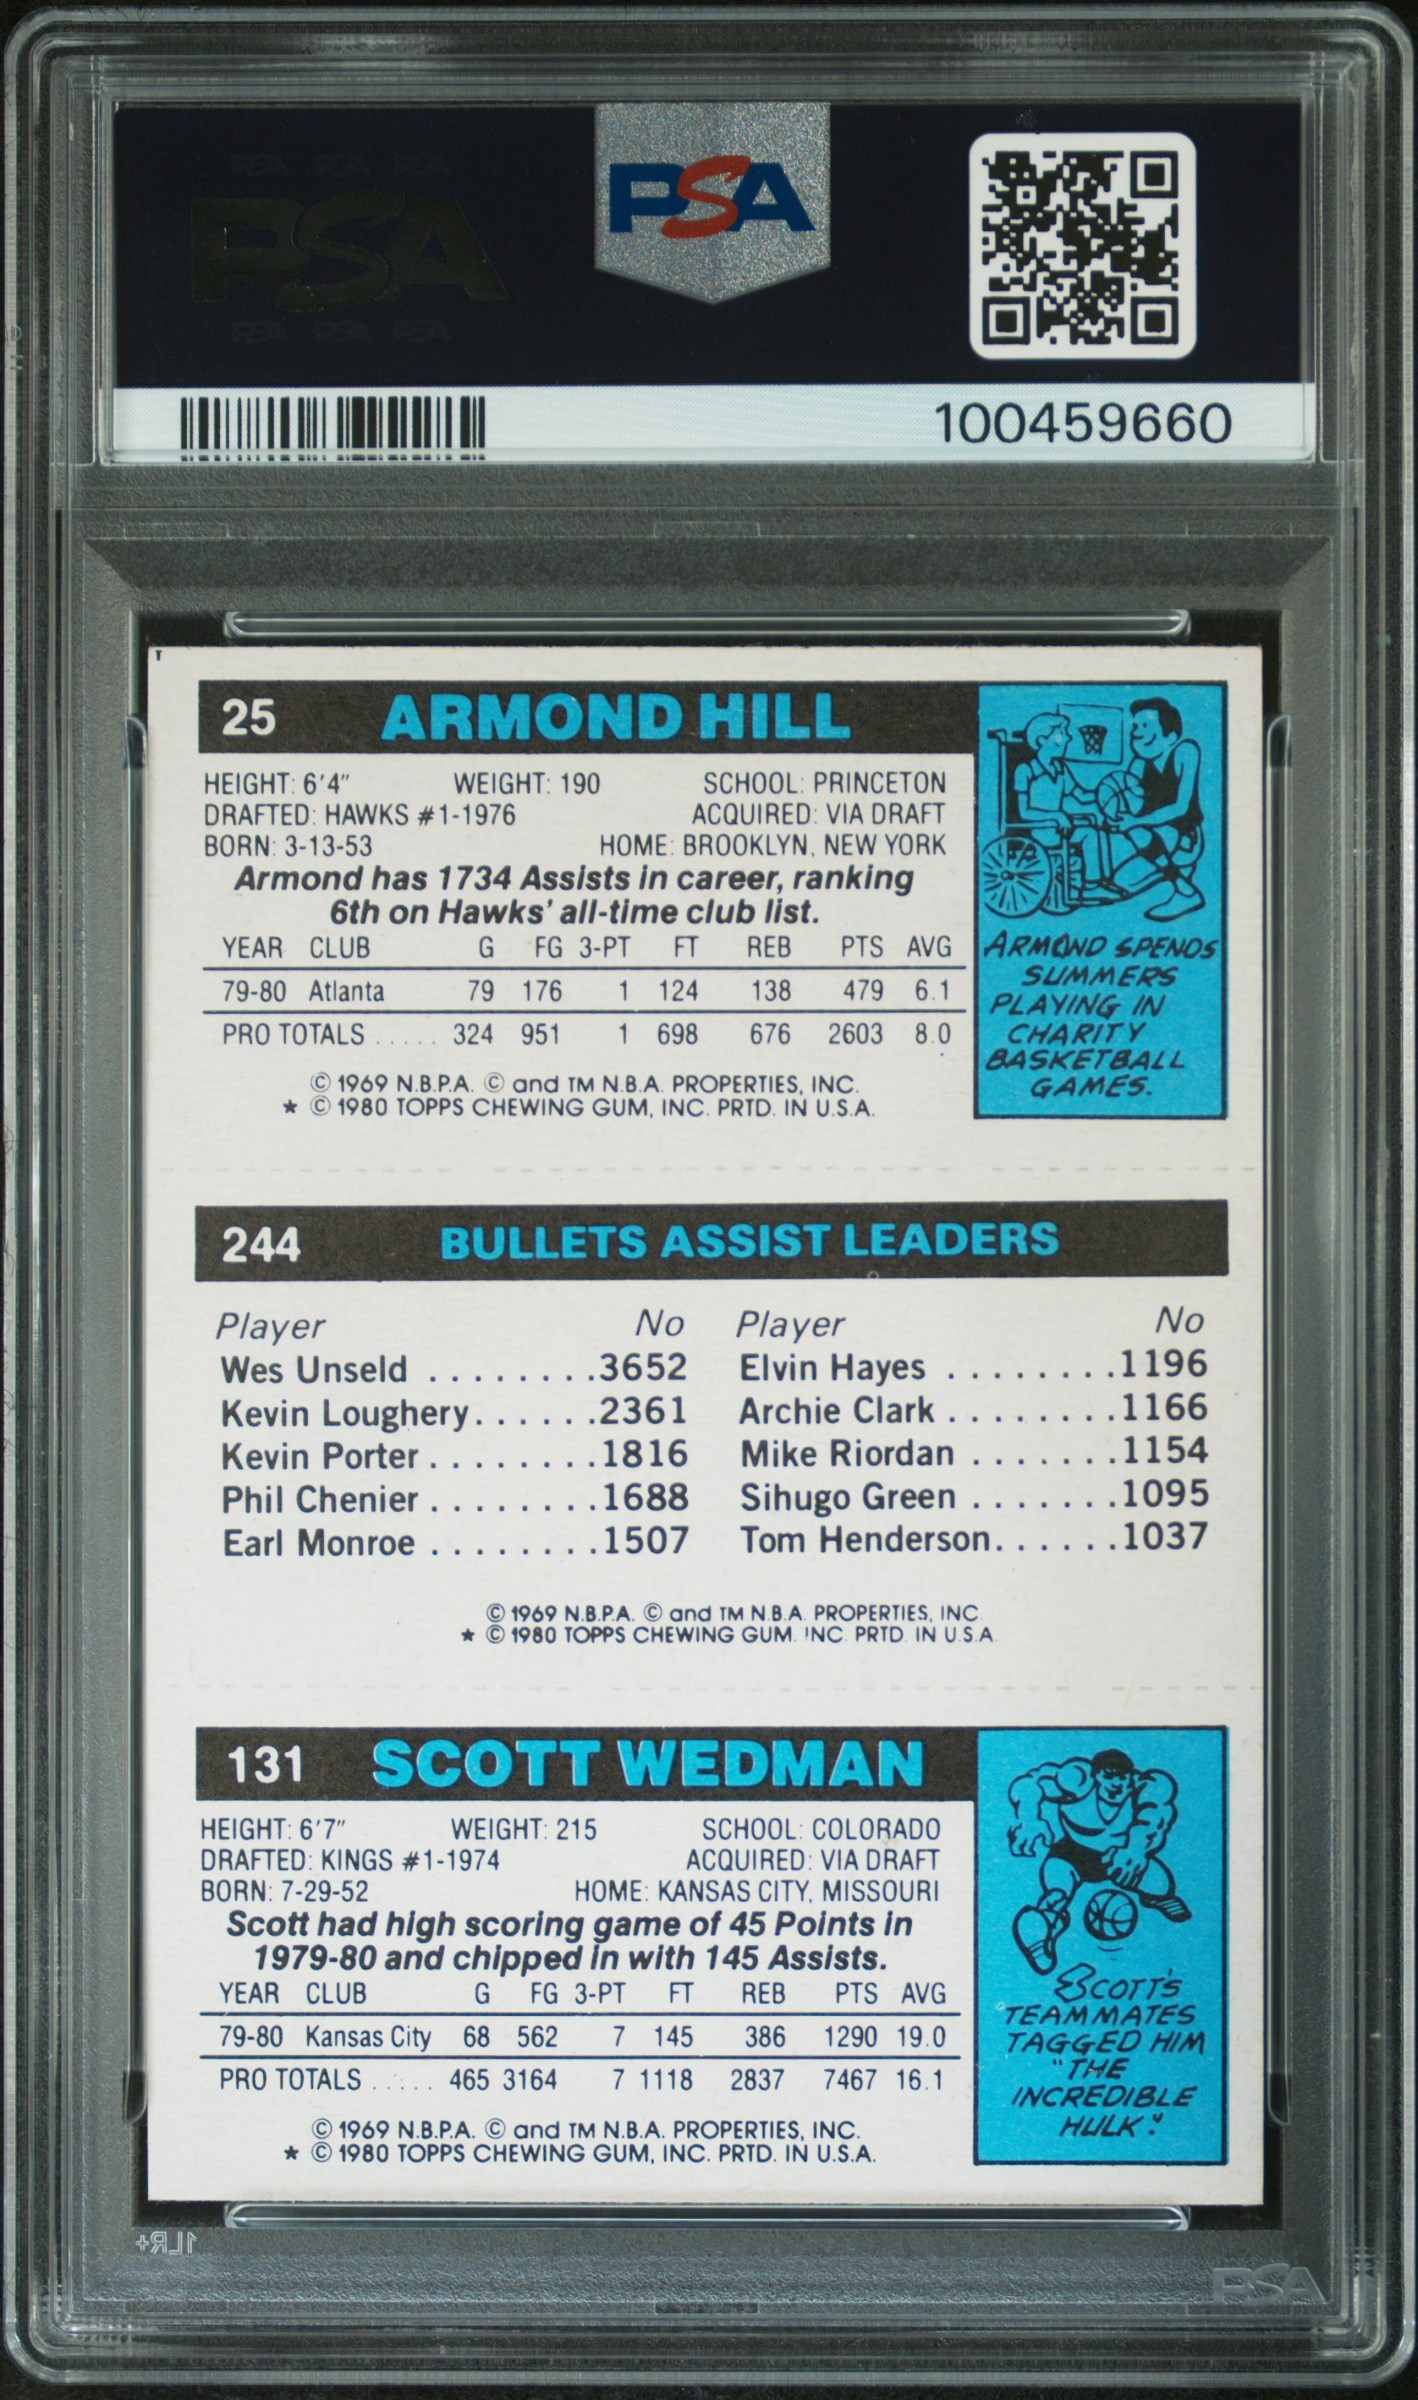 PSA PSA PSA
PSA
PSA PSA PSA
PSA
100459660
T
25 ARMOND HILL
HEIGHT: 6'4" WEIGHT: 190 SCHOOL: PRINCETON
DRAFTED: HAWKS #1-1976 ACQUIRED: VIA DRAFT
BORN: 3-13-53 HOME: BROOKLYN, NEW YORK
Armond has 1734 Assists in career, ranking
6th on Hawks' all-time club list.
YEAR CLUB G FG 3-PT FT REB PTS AVG
79-80 Atlanta 79 176 1 124 138 479 6.1
PRO TOTALS ..... 324 951 1 698 676 2603 8.0
© 1969 N.B.P.A. © and TM N.B.A. PROPERTIES, INC.
★ © 1980 TOPPS CHEWING GUM, INC. PRTD. IN U.S.A.
ARMOND SPENDS
SUMMERS
PLAYING IN
CHARITY
BASKETBALL
GAMES.
244 BULLETS ASSIST LEADERS
Player No Player No
Wes Unseld ........3652 Elvin Hayes ........1196
Kevin Loughery......2361 Archie Clark ........1166
Kevin Porter ........1816 Mike Riordan .......1154
Phil Chenier ........1688 Sihugo Green .......1095
Earl Monroe ........1507 Tom Henderson......1037
© 1969 N.B.P.A. © and TM N.B.A. PROPERTIES, INC.
★ © 1980 TOPPS CHEWING GUM. INC. PRTD. IN U.S.A.
131 SCOTT WEDMAN
HEIGHT: 6'7" WEIGHT: 215 SCHOOL: COLORADO
DRAFTED: KINGS #1-1974 ACQUIRED: VIA DRAFT
BORN: 7-29-52 HOME: KANSAS CITY, MISSOURI
Scott had high scoring game of 45 Points in
1979-80 and chipped in with 145 Assists.
YEAR CLUB G FG 3-PT FT REB PTS AVG
79-80 Kansas City 68 562 7 145 386 1290 19.0
PRO TOTALS ..... 465 3164 7 1118 2837 7467 16.1
© 1969 N.B.P.A. © and TM N.B.A. PROPERTIES, INC.
★ © 1980 TOPPS CHEWING GUM, INC. PRTD. IN U.S.A.
SCOTT'S
TEAMMATES
TAGGED HIM
"THE
INCREDIBLE
HULK".
1LR+
PSA